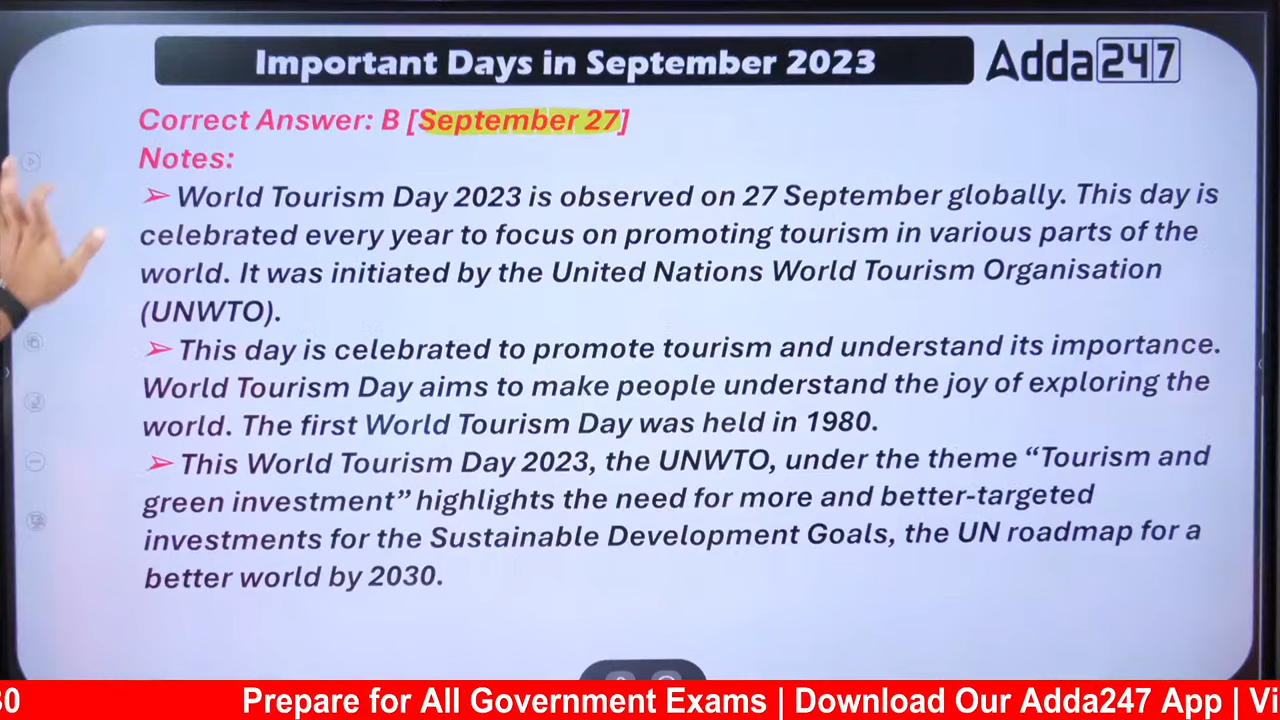 Important Days in September 2023
Adda247
Correct Answer: B [September 27]
Notes:
➢ World Tourism Day 2023 is observed on 27 September globally. This day is
celebrated every year to focus on promoting tourism in various parts of the
world. It was initiated by the United Nations World Tourism Organisation
(UNWTO).
➢ This day is celebrated to promote tourism and understand its importance.
World Tourism Day aims to make people understand the joy of exploring the
world. The first World Tourism Day was held in 1980.
➢ This World Tourism Day 2023, the UNWTO, under the theme “Tourism and
green investment” highlights the need for more and better-targeted
investments for the Sustainable Development Goals, the UN roadmap for a
better world by 2030.
Prepare for All Government Exams | Download Our Adda247 App |